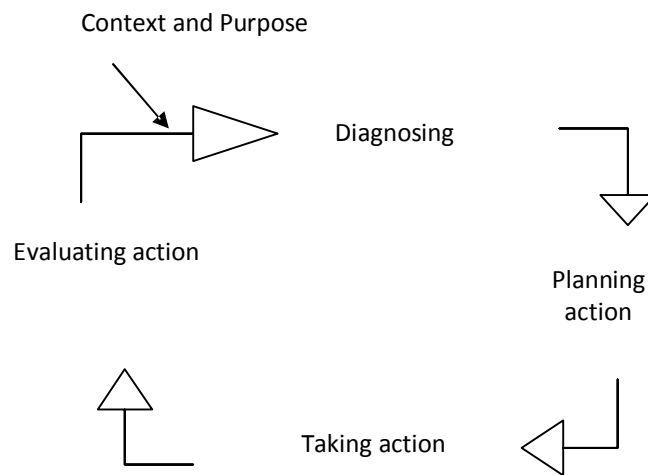 Context and Purpose
Diagnosing
Evaluating action
Planning
action
Taking action